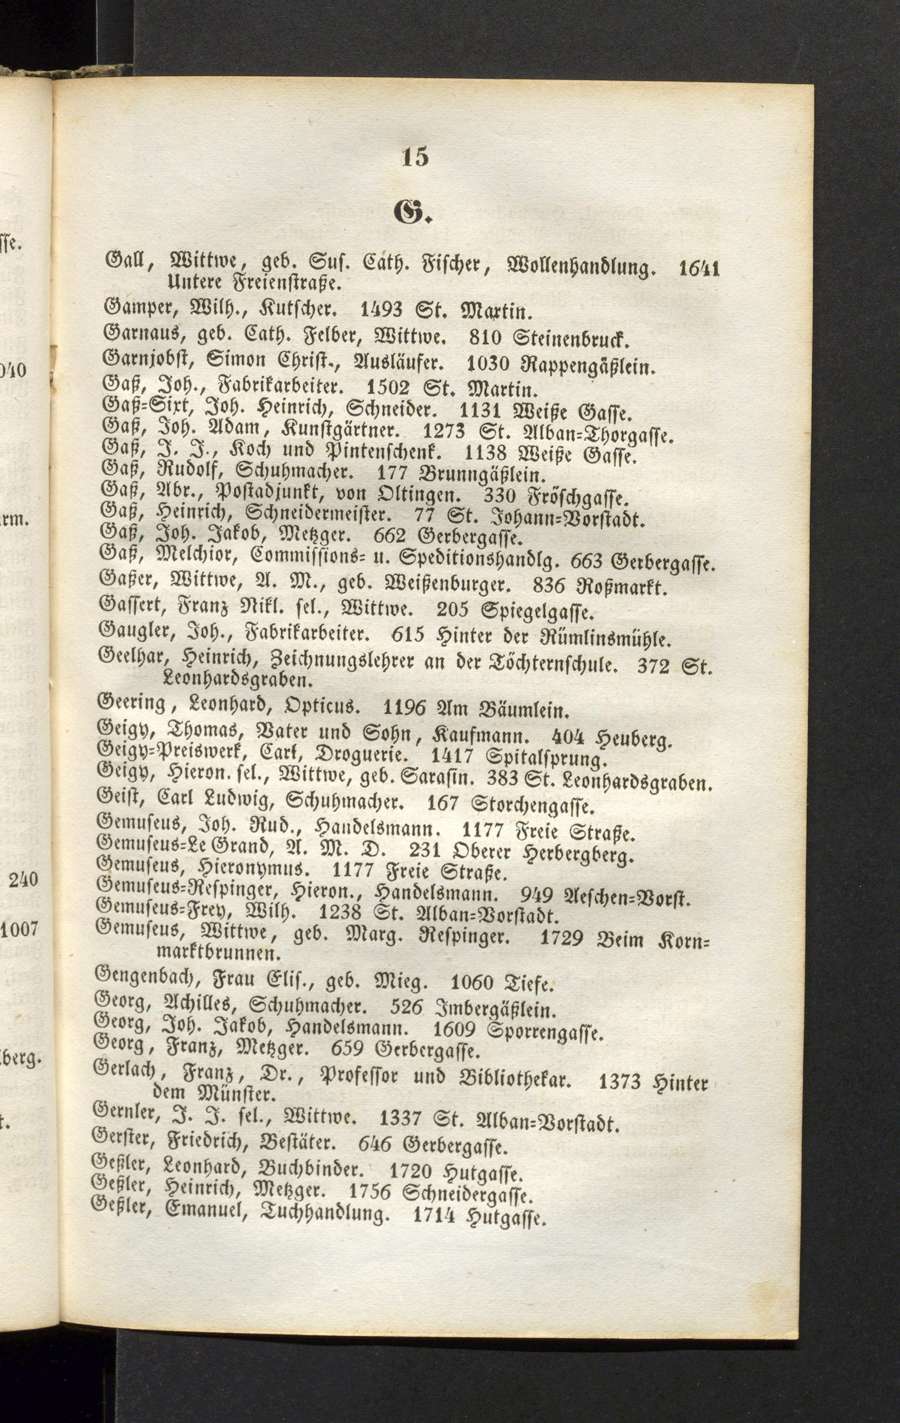 15
G.
Gall, Wittwe, geb. Sus. Cath. Fischer, Wollenhandlung. 1641
Untere Freienstraße.
Gamper, Wilh., Kutscher. 1493 St. Martin.
Garnaus, geb. Cath. Felber, Wittwe. 810 Steinenbruck.
Garnjobst, Simon Christ., Ausläufer. 1030 Rappengäßlein.
Gaß, Joh., Fabrikarbeiter. 1502 St. Martin.
Gaß=Sixt, Joh. Heinrich, Schneider. 1131 Weiße Gasse.
Gaß, Joh. Adam, Kunstgärtner. 1273 St. Alban=Thorgasse.
Gaß, J. J., Koch und Pintenschenk. 1138 Weiße Gasse.
Gaß, Rudolf, Schuhmacher. 177 Brunngäßlein.
Gaß, Abr., Postadjunkt, von Oltingen. 330 Fröschgasse.
Gaß, Heinrich, Schneidermeister. 77 St. Johann=Vorstadt.
Gaß, Joh. Jakob, Metzger. 662 Gerbergasse.
Gaß, Melchior, Commissions= u. Speditionshandlg. 663 Gerbergasse.
Gaßer, Wittwe, A. M., geb. Weißenburger. 836 Roßmarkt.
Gassert, Franz Nikl. sel., Wittwe. 205 Spiegelgasse.
Gaugler, Joh., Fabrikarbeiter. 615 Hinter der Rümlinsmühle.
Geelhar, Heinrich, Zeichnungslehrer an der Töchternschule. 372 St.
Leonhardsgraben.
Geering, Leonhard, Opticus. 1196 Am Bäumlein.
Geigy, Thomas, Vater und Sohn, Kaufmann. 404 Heuberg.
Geigy=Preiswerk, Carl, Droguerie. 1417 Spitalsprung.
Geigy, Hieron. sel., Wittwe, geb. Sarasin. 383 St. Leonhardsgraben.
Geist, Carl Ludwig, Schuhmacher. 167 Storchengasse.
Gemuseus, Joh. Rud., Handelsmann. 1177 Freie Straße.
Gemuseus=Le Grand, A. M. D. 231 Oberer Herbergberg.
Gemuseus, Hieronymus. 1177 Freie Straße.
Gemuseus=Respinger, Hieron., Handelsmann. 949 Aeschen=Vorst.
Gemuseus=Frey, Wilh. 1238 St. Alban=Vorstadt.
Gemuseus, Wittwe, geb. Marg. Respinger. 1729 Beim Korn=
marktbrunnen.
Gengenbach, Frau Elis., geb. Mieg. 1060 Tiefe.
Georg, Achilles, Schuhmacher. 526 Imbergäßlein.
Georg, Joh. Jakob, Handelsmann. 1609 Sporrengasse.
Georg, Franz, Metzger. 659 Gerbergasse.
Gerlach, Franz, Dr., Professor und Bibliothekar. 1373 Hinter
dem Münster.
Gernler, J. J. sel., Wittwe. 1337 St. Alban=Vorstadt.
Gerster, Friedrich, Bestäter. 646 Gerbergasse.
Geßler, Leonhard, Buchbinder. 1720 Hutgasse.
Geßler, Heinrich, Metzger. 1756 Schneidergasse.
Geßler, Emanuel, Tuchhandlung. 1714 Hutgasse.
240
1007